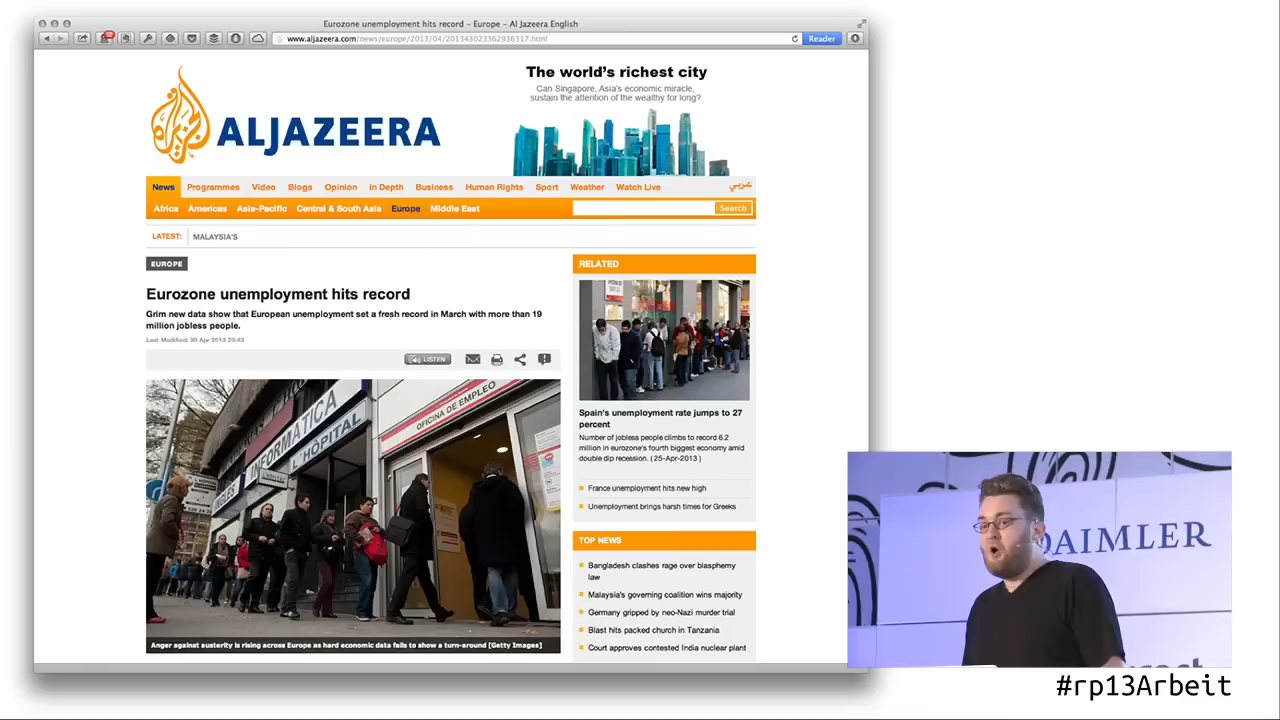 Eurozone unemployment hits record – Europe – Al Jazeera English
www.aljazeera.com/news/europe/2013/04/201343023362936317.html
Reader
The world's richest city
Can Singapore, Asia's economic miracle,
sustain the attention of the wealthy for long?
ALJAZEERA
News Programmes Video Blogs Opinion In Depth Business Human Rights Sport Weather Watch Live عربي
Africa Americas Asia-Pacific Central & South Asia Europe Middle East Search
LATEST: MALAYSIA'S
EUROPE
Eurozone unemployment hits record
Grim new data show that European unemployment set a fresh record in March with more than 19
million jobless people.
Last Modified: 30 Apr 2013 23:43
LISTEN
INFORMATICA
L HÔPITAL
INGLES
OFICINA DE EMPLEO
Anger against austerity is rising across Europe as hard economic data fails to show a turn-around [Getty Images]
RELATED
Spain's unemployment rate jumps to 27
percent
Number of jobless people climbs to record 6.2
million in eurozone's fourth biggest economy amid
double dip recession. ( 25-Apr-2013 )
France unemployment hits new high
Unemployment brings harsh times for Greeks
TOP NEWS
Bangladesh clashes rage over blasphemy
law
Malaysia's governing coalition wins majority
Germany gripped by neo-Nazi murder trial
Blast hits packed church in Tanzania
Court approves contested India nuclear plant
DAIMLER
#rp13Arbeit